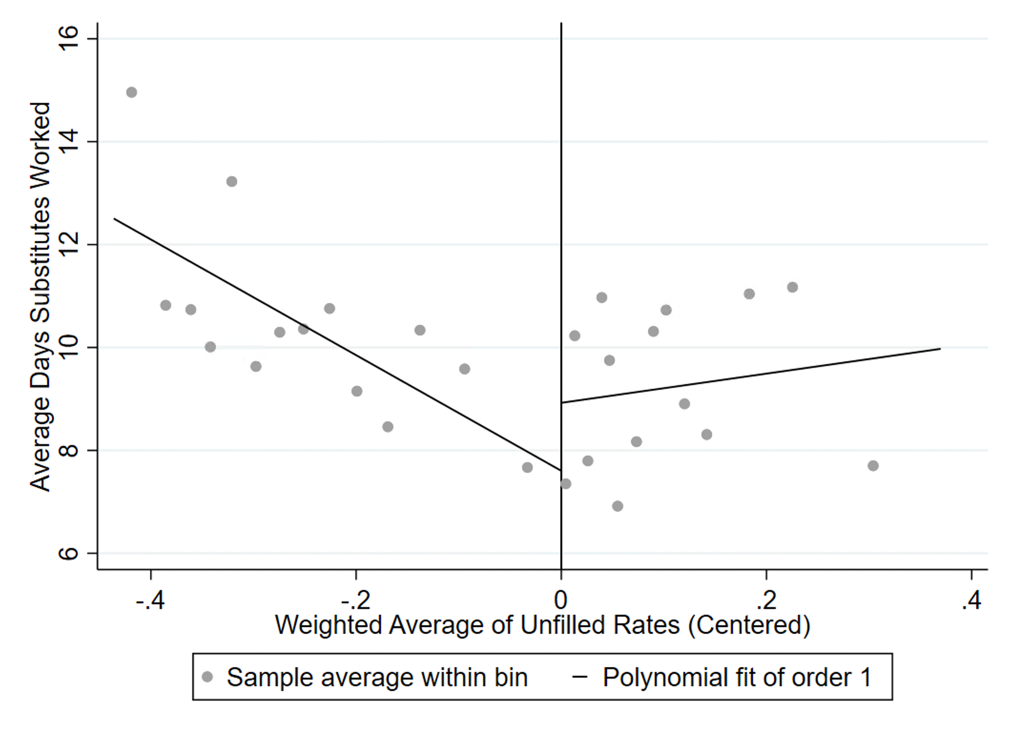 16
14
12
10
8
6
Average Days Substitutes Worked
-.4 -.2 0 .2 .4
Weighted Average of Unfilled Rates (Centered)
Sample average within bin Polynomial fit of order 1